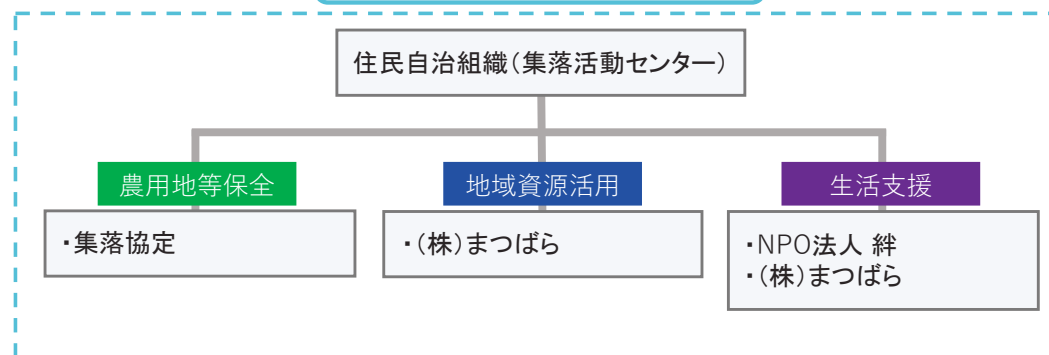 住民自治組織（集落活動センター）
農用地等保全
・集落協定
地域資源活用
・（株）まつばら
生活支援
・NPO法人 絆
・（株）まつばら